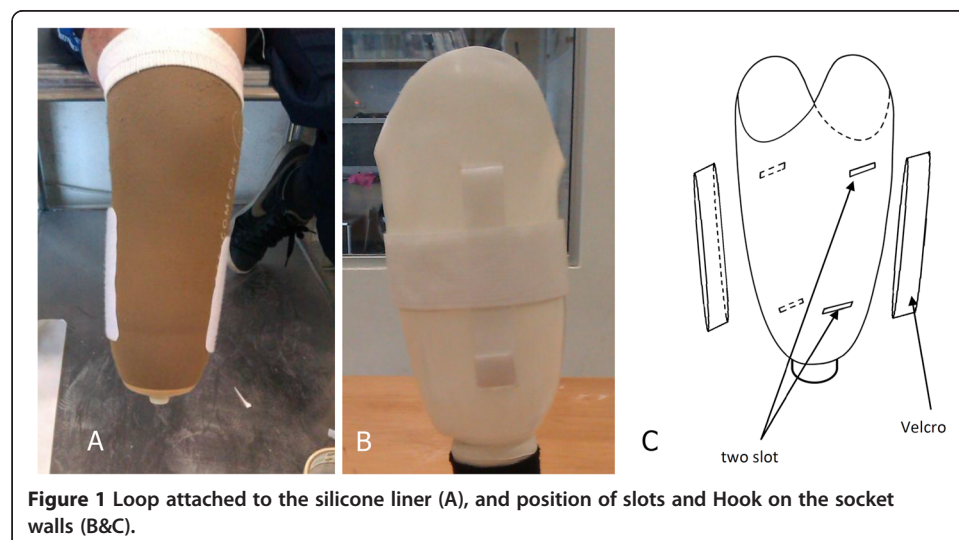 COMFORT
A
B
C
two slot
Velcro
Figure 1 Loop attached to the silicone liner (A), and position of slots and Hook on the socket
walls (B&C).